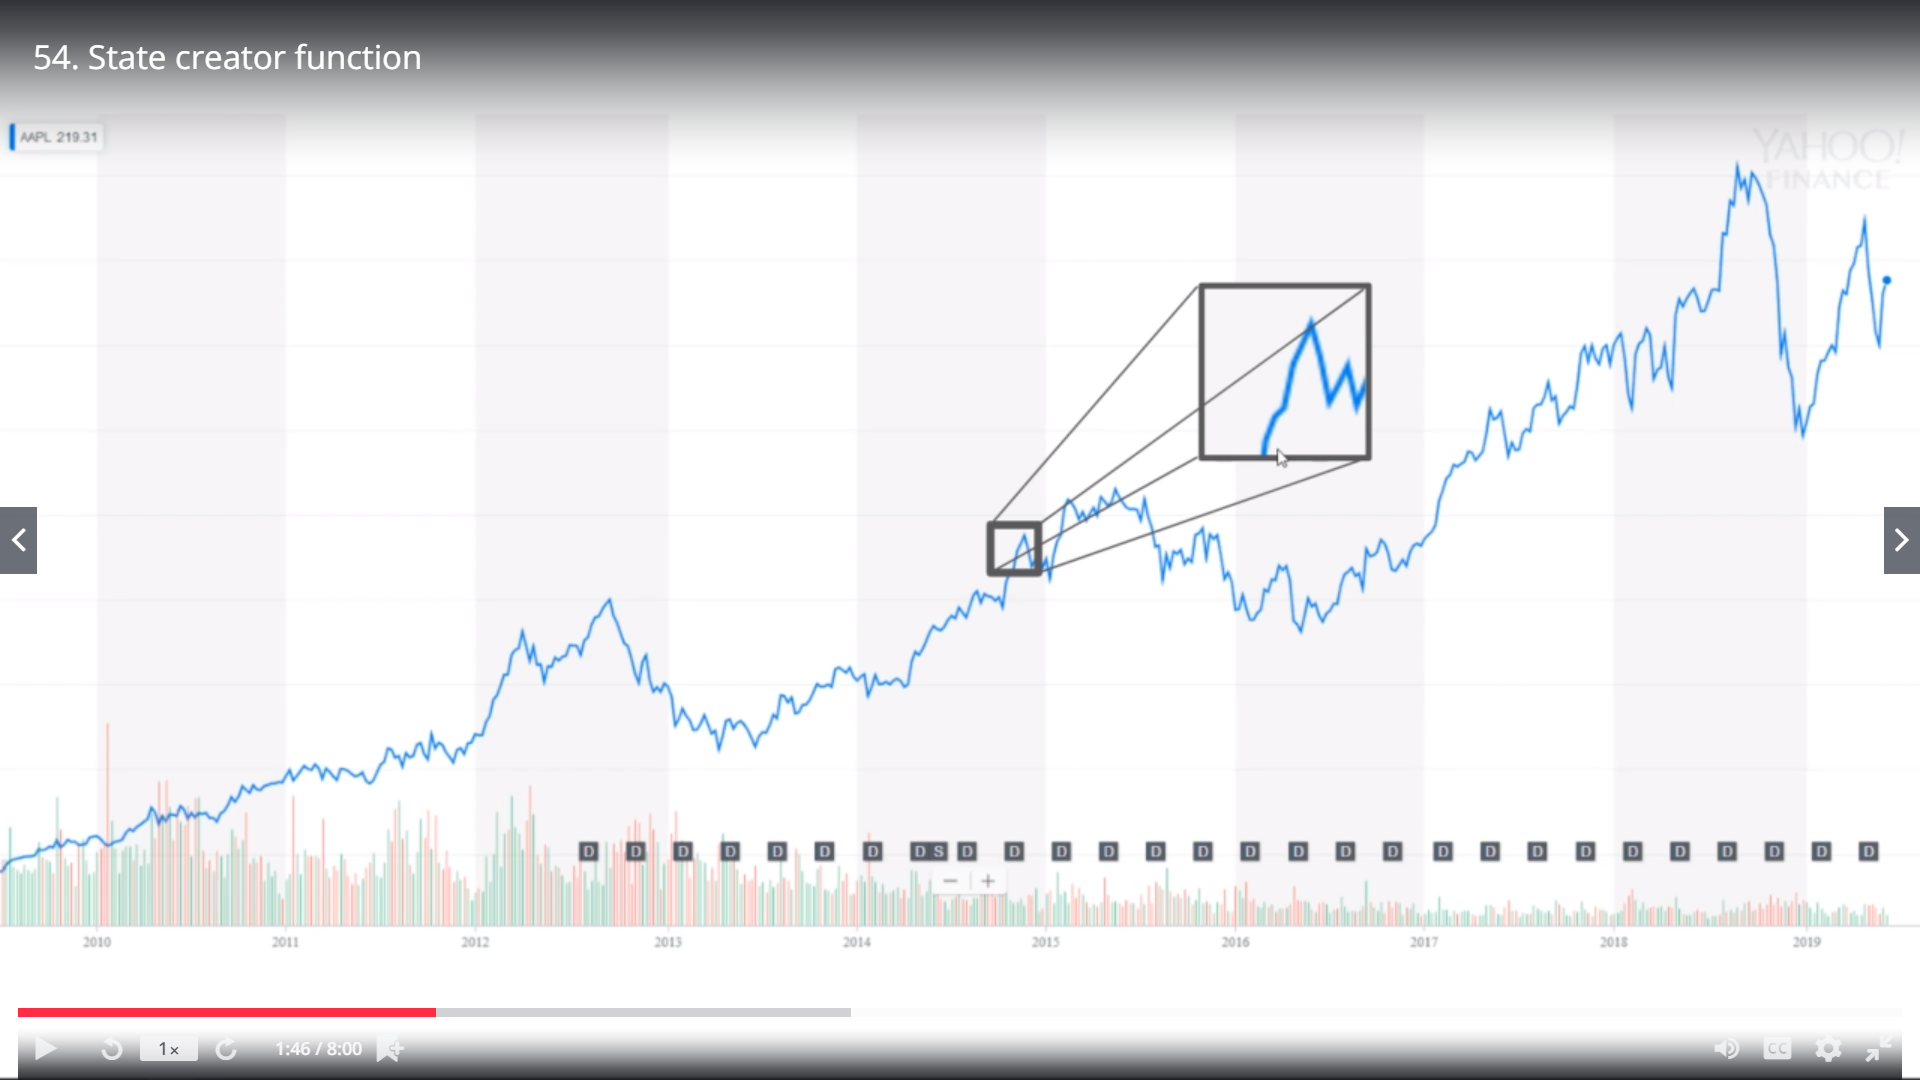 54. State creator function
AAPL 219.31
YAHOO!
FINANCE
D D D D D D D D S D D D D D D D D D D D D D D D D D D D D
− +
2010 2011 2012 2013 2014 2015 2016 2017 2018 2019
1× 1:46 / 8:00 CC